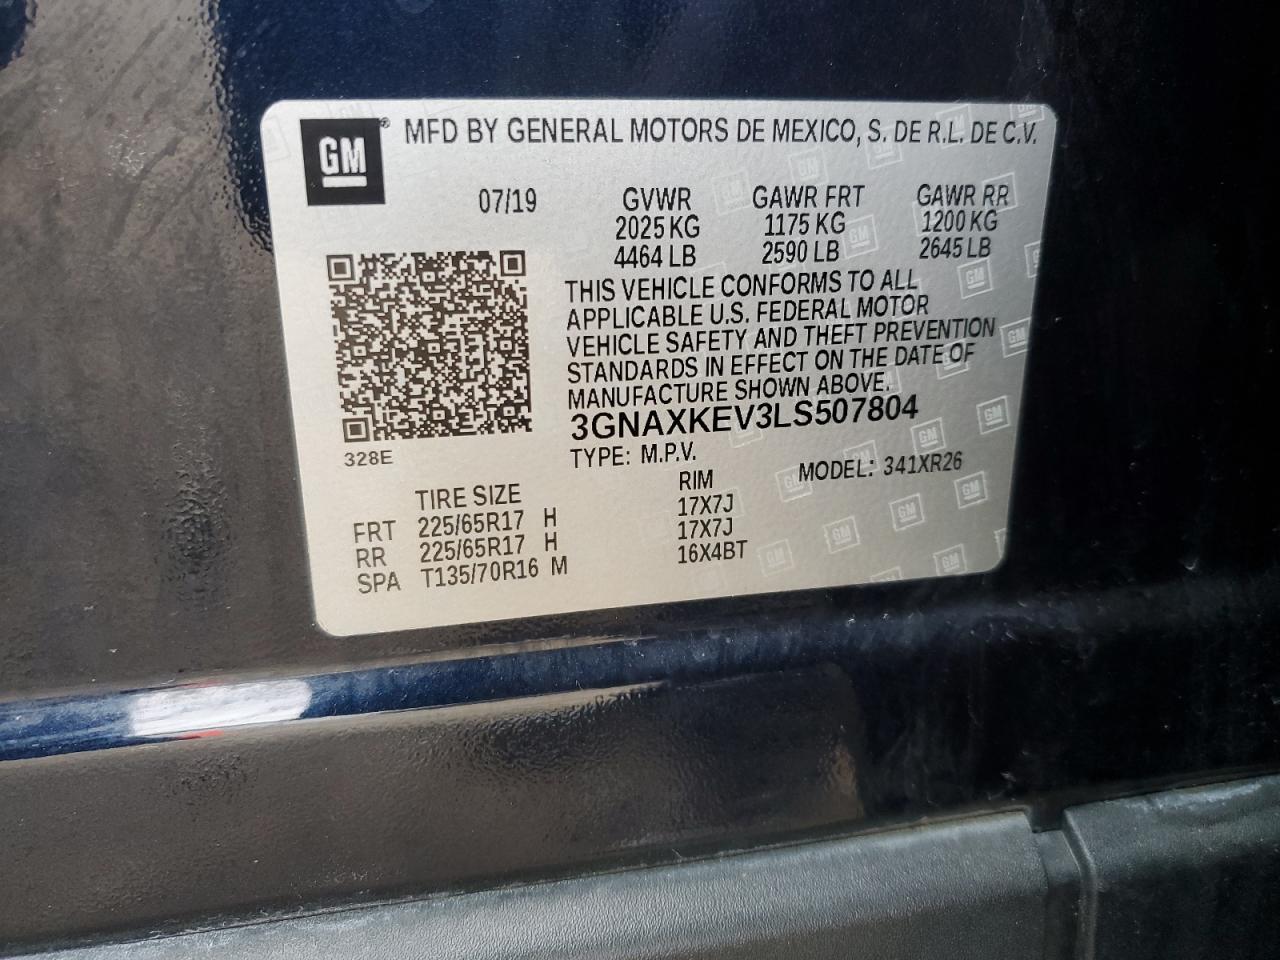 GM® MFD BY GENERAL MOTORS DE MEXICO, S. DE R.L. DE C.V.
07/19 GVWR GAWR FRT GAWR RR
2025 KG 1175 KG 1200 KG
4464 LB 2590 LB 2645 LB
THIS VEHICLE CONFORMS TO ALL
APPLICABLE U.S. FEDERAL MOTOR
VEHICLE SAFETY AND THEFT PREVENTION
STANDARDS IN EFFECT ON THE DATE OF
MANUFACTURE SHOWN ABOVE.
3GNAXKEV3LS507804
328E
TYPE: M.P.V. MODEL: 341XR26
TIRE SIZE RIM
FRT 225/65R17 H 17X7J
RR 225/65R17 H 17X7J
SPA T135/70R16 M 16X4BT